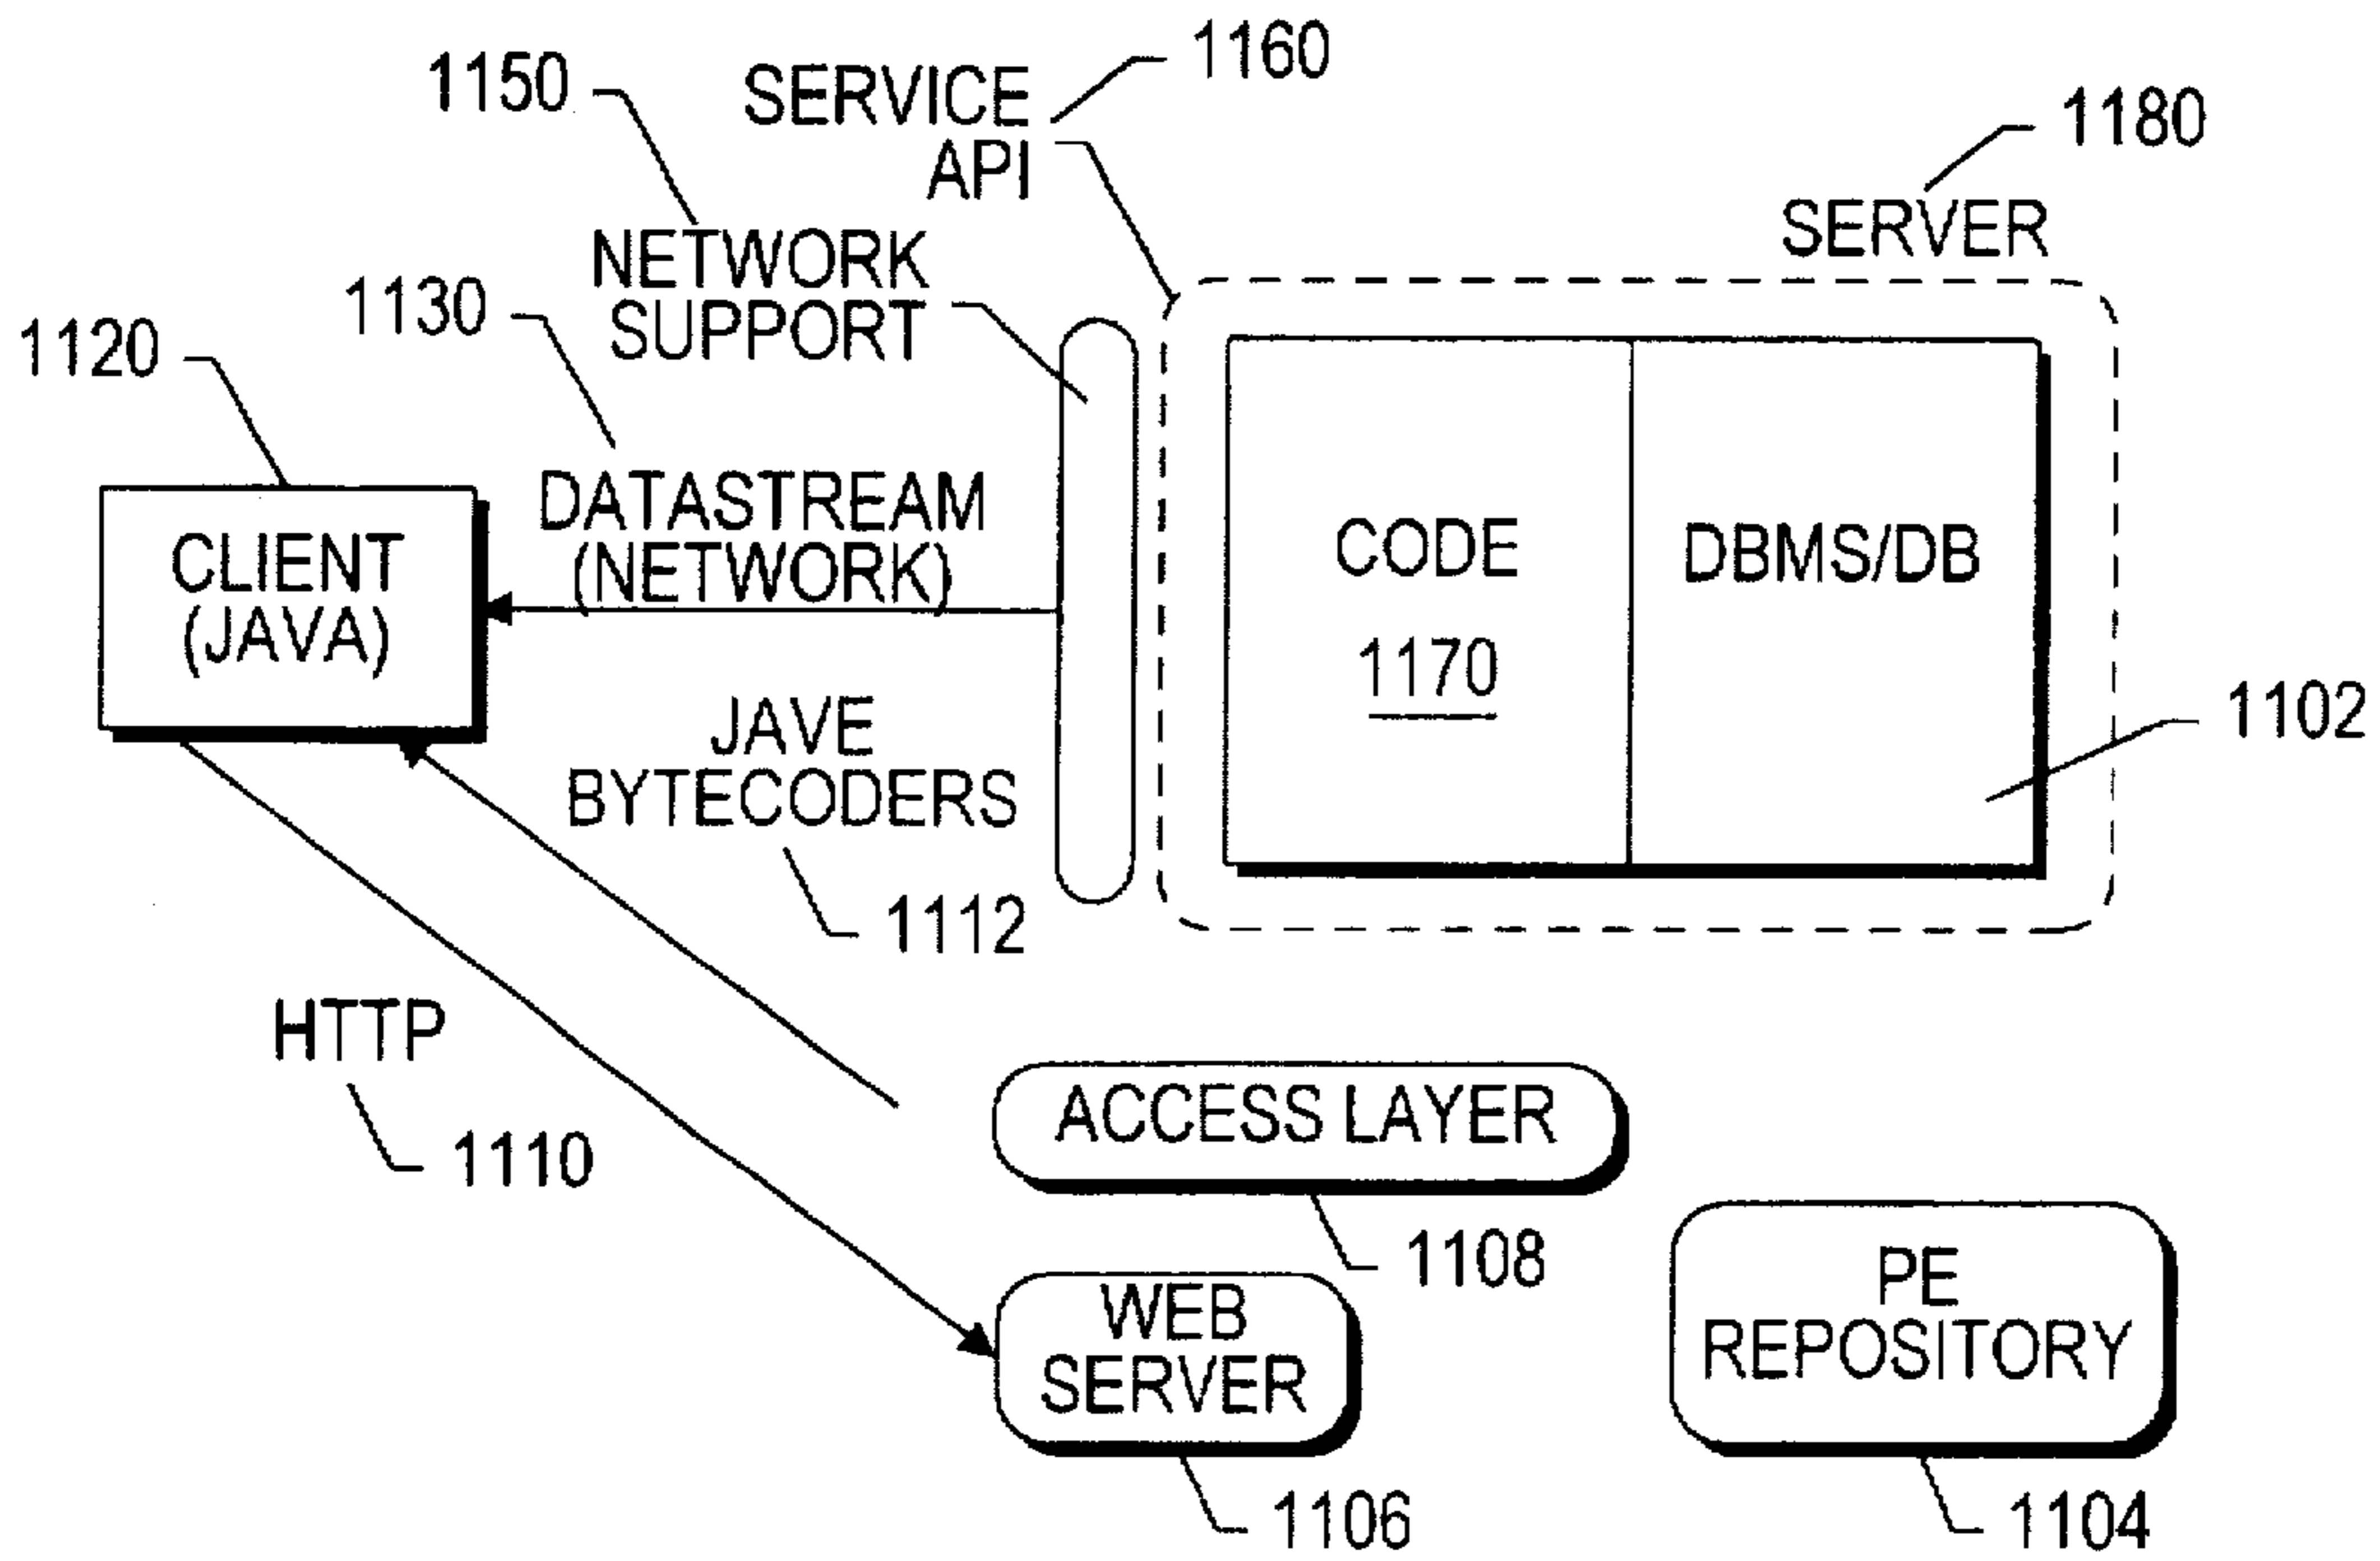 1160
1150
SERVICE
API
1180
SERVER
NETWORK
SUPPORT
1130
1120
DATASTREAM
(NETWORK)
CLIENT
(JAVA)
CODE
1170
DBMS/DB
1102
JAVE
BYTECODERS
1112
HTTP
1110
ACCESS LAYER
1108
WEB
SERVER
1106
PE
REPOSITORY
1104